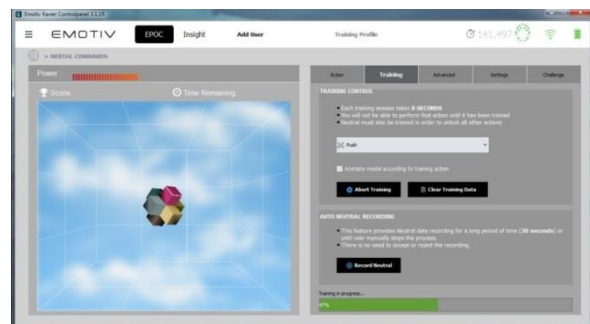 Emotiv Xavier Controlpanel 3.3.19
EMOTIV
EPOC
Insight
Add User
Training Profile
141.497
> MENTAL COMMANDS
Power
Score
Time Remaining
Action
Training
Advanced
Settings
Challenge
TRAINING CONTROL
Each training session takes 8 SECONDS
You will not be able to perform that action until it has been trained
Neutral must also be trained in order to unlock all other actions
Push
Animate model according to training action
Abort Training
Clear Training Data
AUTO NEUTRAL RECORDING
This feature provides Neutral data recording for a long period of time (30 seconds) or
until user manually stops the process.
There is no need to accept or reject the recording.
Record Neutral
Training in progress...
47%